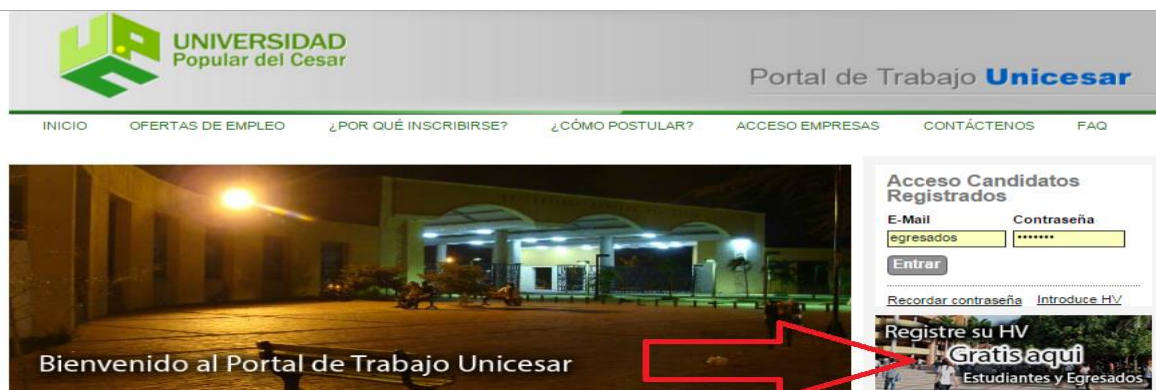 UNIVERSIDAD
Popular del Cesar
Portal de Trabajo Unicesar
INICIO OFERTAS DE EMPLEO ¿POR QUÉ INSCRIBIRSE? ¿CÓMO POSTULAR? ACCESO EMPRESAS CONTÁCTENOS FAQ
Acceso Candidatos
Registrados
E-Mail Contraseña
egresados •••••••
Entrar
Recordar contraseña Introduce HV
Bienvenido al Portal de Trabajo Unicesar
Registre su HV
Gratis aqui
Estudiantes y Egresados